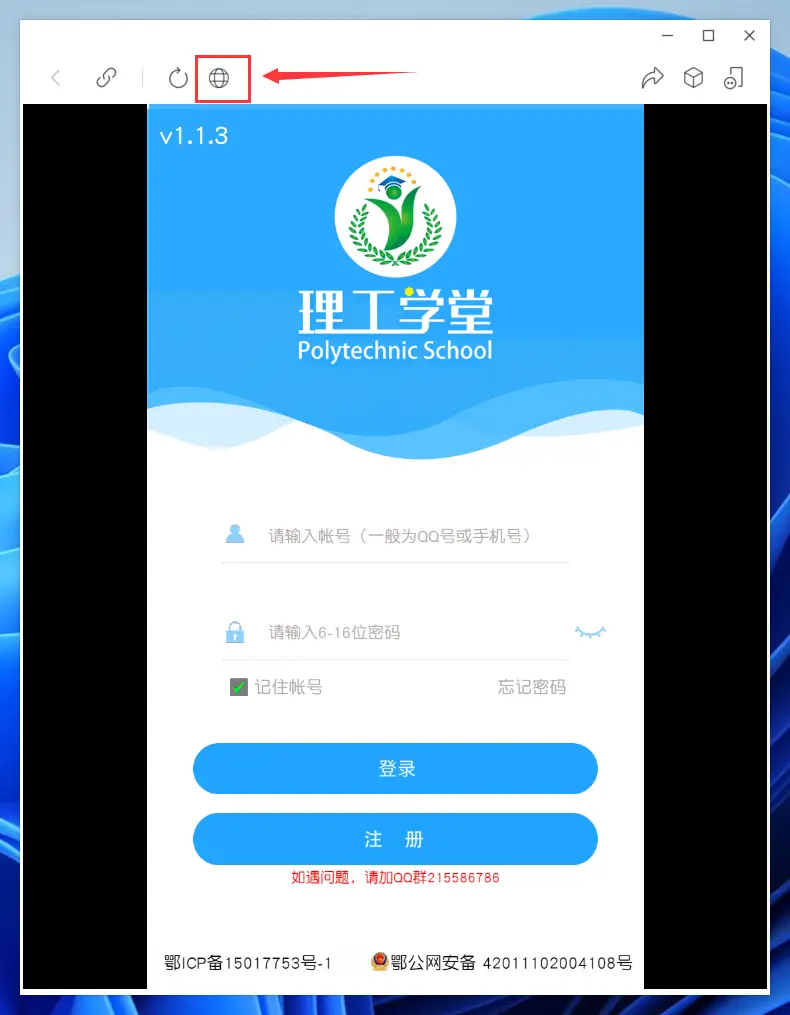 v1.1.3
理工学堂
Polytechnic School
请输入帐号（一般为QQ号或手机号）
请输入6-16位密码
记住帐号 忘记密码
登录
注 册
如遇问题，请加QQ群215586786
鄂ICP备15017753号-1 鄂公网安备 42011102004108号